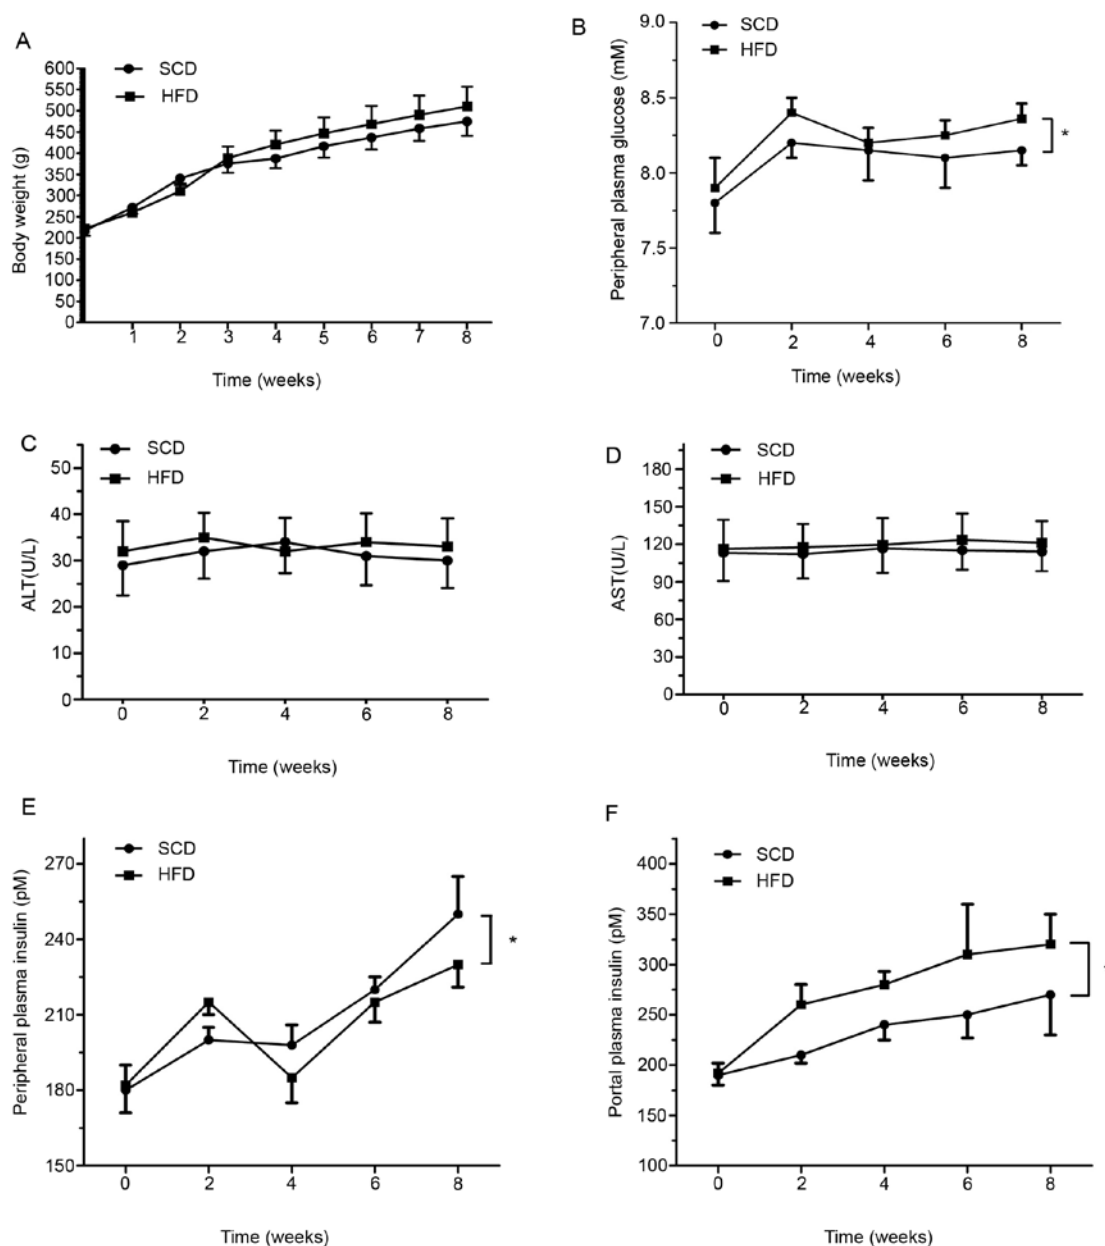 A
SCD
HFD
Body weight (g)
600
550
500
450
400
350
300
250
200
150
100
50
0
1 2 3 4 5 6 7 8
Time (weeks)
B
SCD
HFD
Peripheral plasma glucose (mM)
9.0
8.5
8.0
7.5
7.0
*
0 2 4 6 8
Time (weeks)
C
SCD
HFD
ALT(U/L)
50
40
30
20
10
0
0 2 4 6 8
Time (weeks)
D
SCD
HFD
AST(U/L)
180
150
120
90
60
30
0
0 2 4 6 8
Time (weeks)
E
SCD
HFD
Peripheral plasma insulin (pM)
270
240
210
180
150
*
0 2 4 6 8
Time (weeks)
F
SCD
HFD
Portal plasma insulin (pM)
400
350
300
250
200
150
100
0 2 4 6 8
Time (weeks)